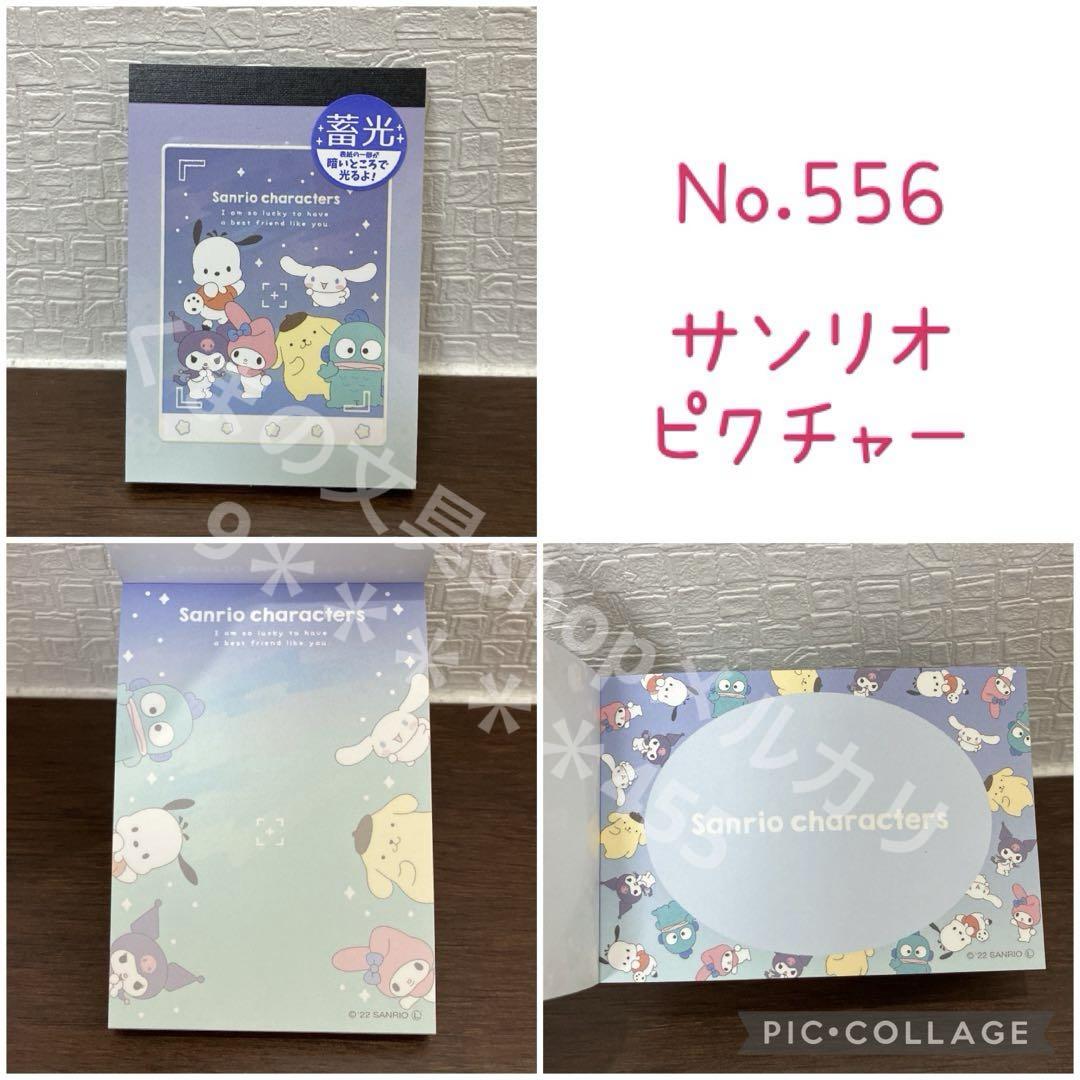 蓄光
表紙の一部が
暗いところで
光るよ!
Sanrio characters
I am so lucky to have
a best friend like you.
No.556
サンリオ
ピクチャー
Sanrio characters
I am so lucky to have
a best friend like you.
© '22 SANRIO Ⓛ
Sanrio characters
© '22 SANRIO Ⓛ
PIC•COLLAGE